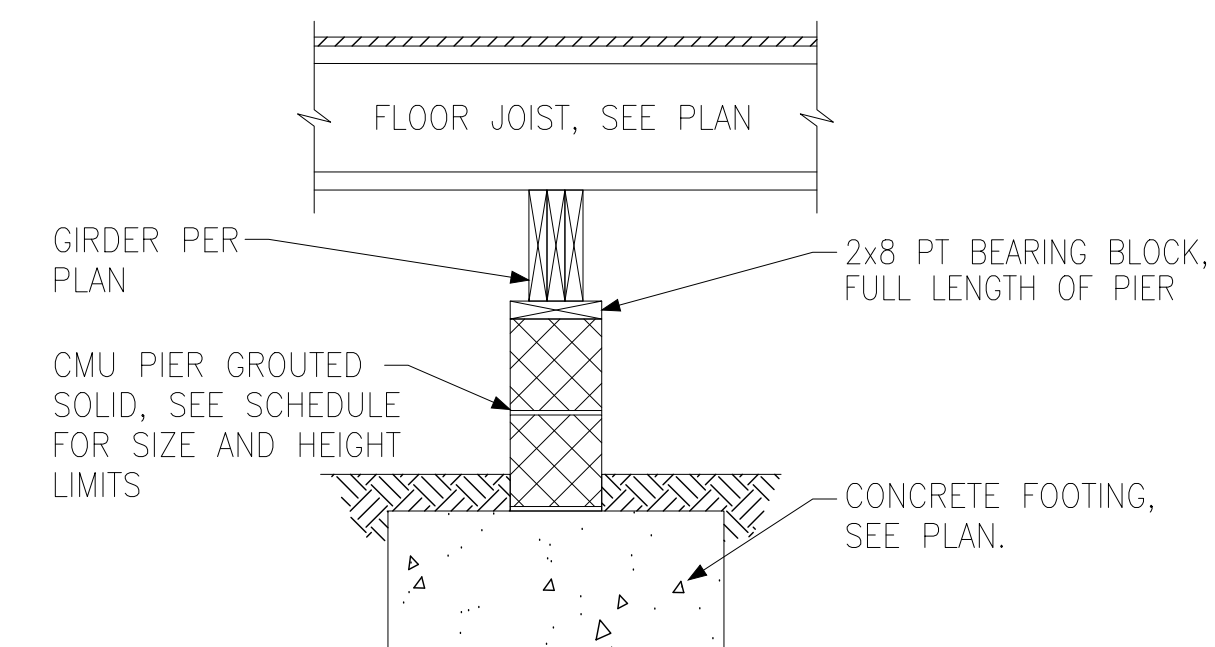 FLOOR JOIST, SEE PLAN
GIRDER PER
PLAN
2x8 PT BEARING BLOCK,
FULL LENGTH OF PIER
CMU PIER GROUTED
SOLID, SEE SCHEDULE
FOR SIZE AND HEIGHT
LIMITS
CONCRETE FOOTING,
SEE PLAN.